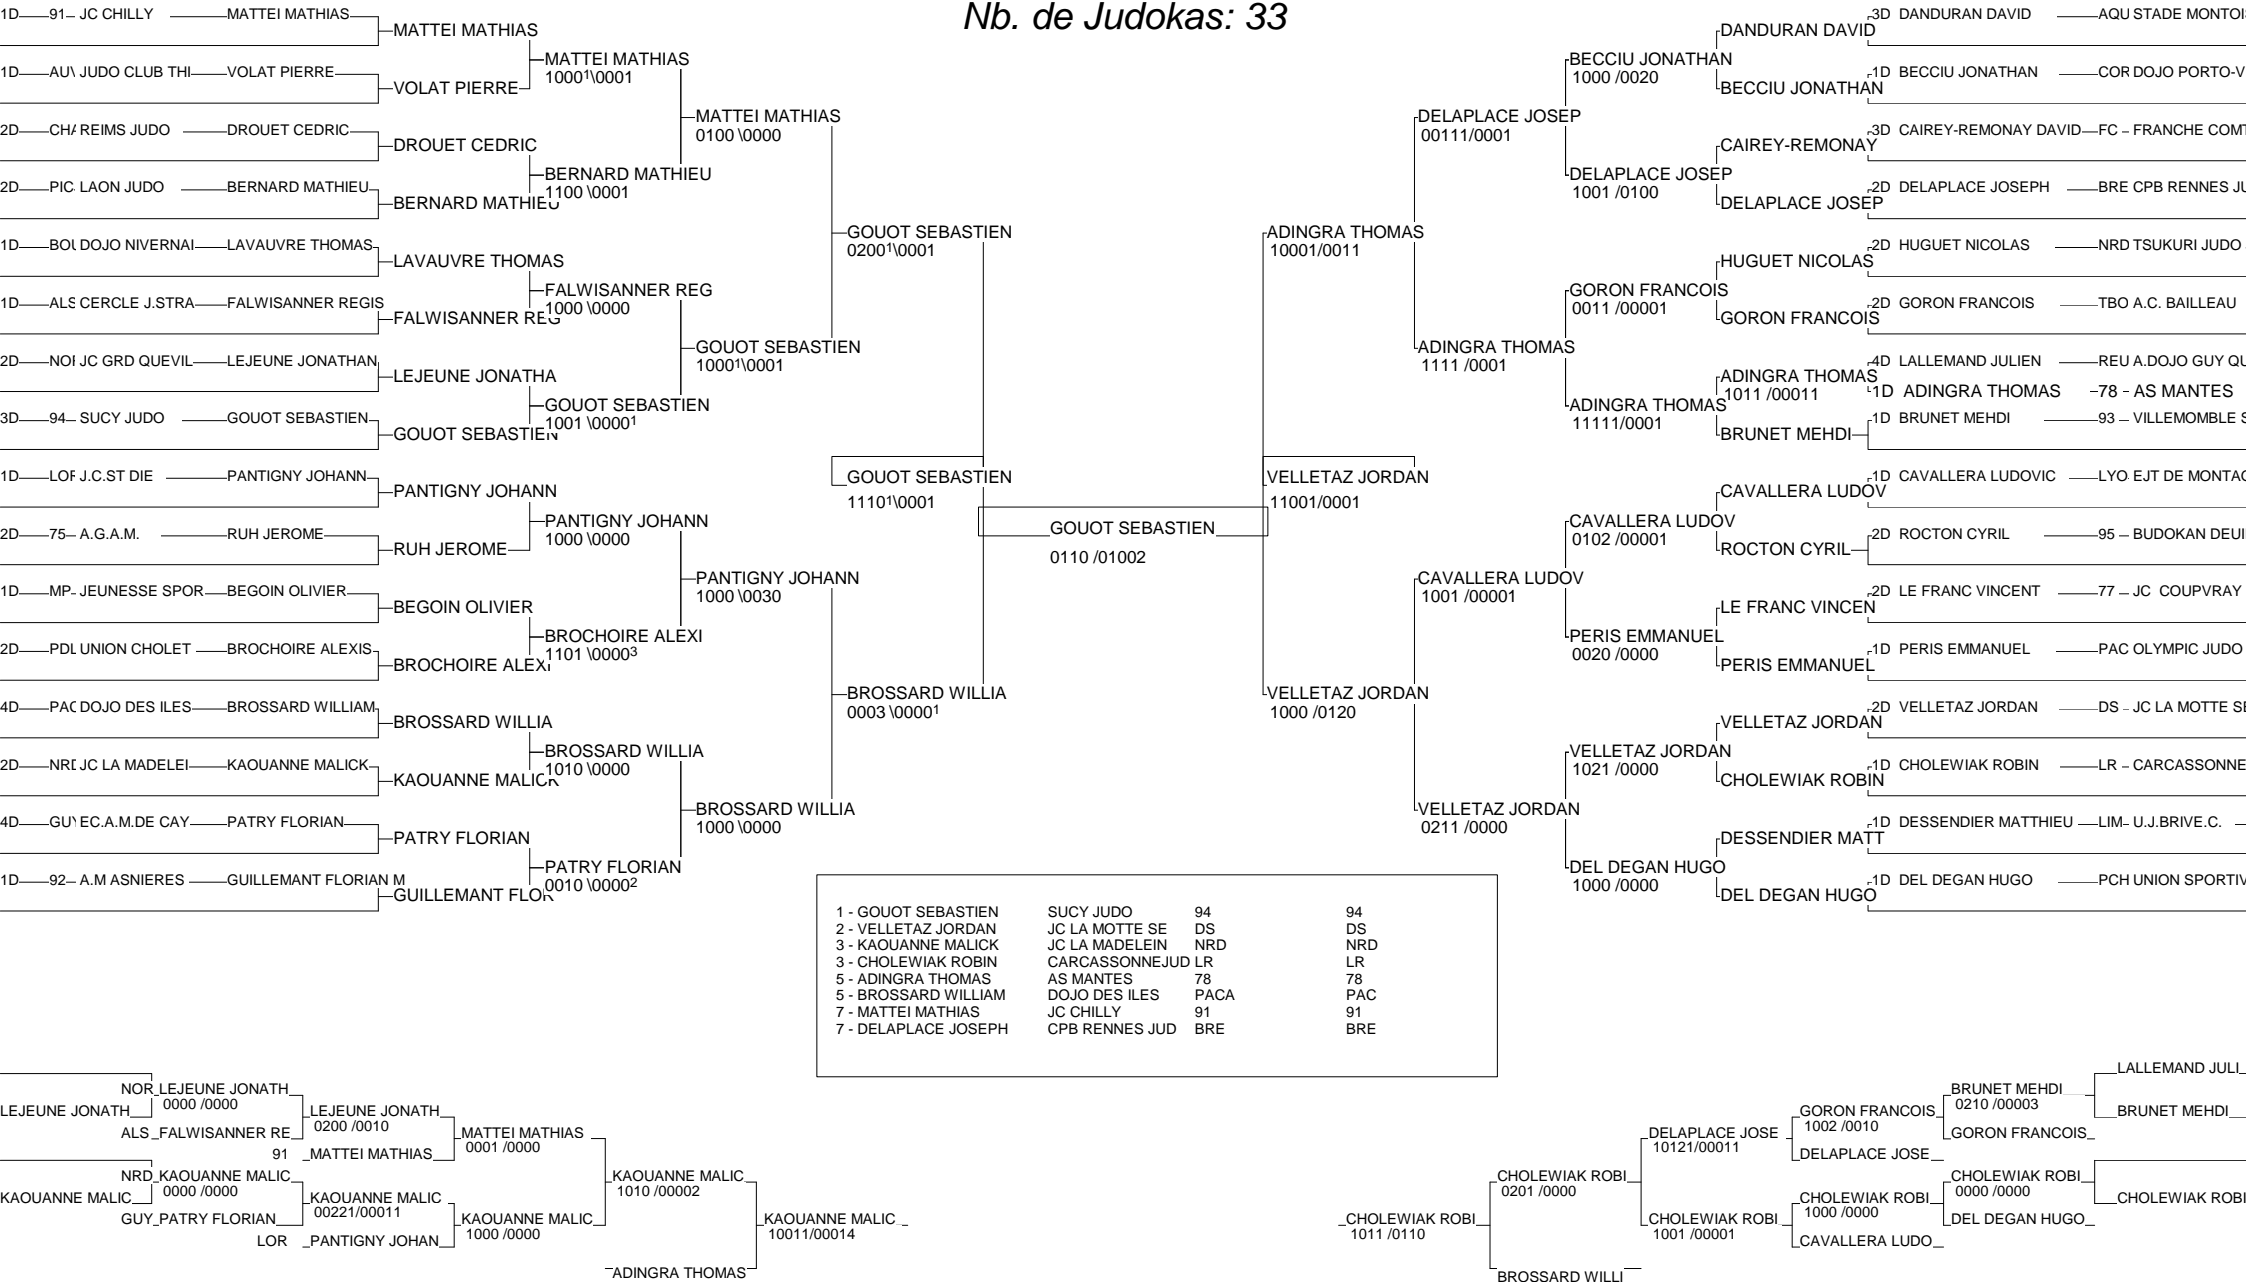 Nb. de Judokas: 33
1D 91- JC CHILLY MATTEI MATHIAS
1D AU\ JUDO CLUB THI VOLAT PIERRE
2D CHA REIMS JUDO DROUET CEDRIC
2D PIC LAON JUDO BERNARD MATHIEU
1D BOU DOJO NIVERNAI LAVAUVRE THOMAS
1D ALS CERCLE J.STRA FALWISANNER REGIS
2D NOR JC GRD QUEVIL LEJEUNE JONATHAN
3D 94- SUCY JUDO GOUOT SEBASTIEN
1D LOR J.C.ST DIE PANTIGNY JOHANN
2D 75- A.G.A.M. RUH JEROME
1D MP- JEUNESSE SPOR BEGOIN OLIVIER
2D PDL UNION CHOLET BROCHOIRE ALEXIS
4D PAC DOJO DES ILES BROSSARD WILLIAM
2D NRD JC LA MADELEI KAOUANNE MALICK
4D GUY EC.A.M.DE CAY PATRY FLORIAN
1D 92- A.M ASNIERES GUILLEMANT FLORIAN M
MATTEI MATHIAS
VOLAT PIERRE
DROUET CEDRIC
BERNARD MATHIEU
LAVAUVRE THOMAS
FALWISANNER REG
LEJEUNE JONATHA
GOUOT SEBASTIEN
PANTIGNY JOHANN
RUH JEROME
BEGOIN OLIVIER
BROCHOIRE ALEXI
BROSSARD WILLIA
KAOUANNE MALICK
PATRY FLORIAN
GUILLEMANT FLOR
MATTEI MATHIAS
1000¹\0001
BERNARD MATHIEU
1100 \0001
FALWISANNER REG
1000 \0000
GOUOT SEBASTIEN
1001 \0000¹
PANTIGNY JOHANN
1000 \0000
BROCHOIRE ALEXI
1101 \0000³
BROSSARD WILLIA
1010 \0000
PATRY FLORIAN
0010 \0000²
MATTEI MATHIAS
0100 \0000
GOUOT SEBASTIEN
1000¹\0001
PANTIGNY JOHANN
1000 \0030
BROSSARD WILLIA
1000 \0000
GOUOT SEBASTIEN
0200¹\0001
BROSSARD WILLIA
0003 \0000¹
GOUOT SEBASTIEN
1110¹\0001
GOUOT SEBASTIEN
0110 /01002
VELLETAZ JORDAN
11001/0001
ADINGRA THOMAS
10001/0011
VELLETAZ JORDAN
1000 /0120
DELAPLACE JOSEP
00111/0001
ADINGRA THOMAS
1111 /0001
CAVALLERA LUDOV
1001 /00001
VELLETAZ JORDAN
0211 /0000
BECCIU JONATHAN
1000 /0020
DELAPLACE JOSEP
1001 /0100
GORON FRANCOIS
0011 /00001
ADINGRA THOMAS
11111/0001
CAVALLERA LUDOV
0102 /00001
PERIS EMMANUEL
0020 /0000
VELLETAZ JORDAN
1021 /0000
DEL DEGAN HUGO
1000 /0000
DANDURAN DAVID
BECCIU JONATHAN
CAIREY-REMONAY
DELAPLACE JOSEP
HUGUET NICOLAS
GORON FRANCOIS
ADINGRA THOMAS
1011 /00011
BRUNET MEHDI
CAVALLERA LUDOV
ROCTON CYRIL
LE FRANC VINCEN
PERIS EMMANUEL
VELLETAZ JORDAN
CHOLEWIAK ROBIN
DESSENDIER MATT
DEL DEGAN HUGO
3D DANDURAN DAVID AQU STADE MONTOIS
1D BECCIU JONATHAN COR DOJO PORTO-V
3D CAIREY-REMONAY DAVID FC - FRANCHE COMT
2D DELAPLACE JOSEPH BRE CPB RENNES JU
2D HUGUET NICOLAS NRD TSUKURI JUDO
2D GORON FRANCOIS TBO A.C. BAILLEAU
4D LALLEMAND JULIEN REU A.DOJO GUY QU
1D ADINGRA THOMAS 78 - AS MANTES
1D BRUNET MEHDI 93 - VILLEMOMBLE S
1D CAVALLERA LUDOVIC LYO EJT DE MONTAG
2D ROCTON CYRIL 95 - BUDOKAN DEUIL
2D LE FRANC VINCENT 77 - JC COUPVRAY
1D PERIS EMMANUEL PAC OLYMPIC JUDO
2D VELLETAZ JORDAN DS - JC LA MOTTE SE
1D CHOLEWIAK ROBIN LR - CARCASSONNE
1D DESSENDIER MATTHIEU LIM- U.J.BRIVE.C.
1D DEL DEGAN HUGO PCH UNION SPORTIV
1 - GOUOT SEBASTIEN SUCY JUDO 94 94
2 - VELLETAZ JORDAN JC LA MOTTE SE DS DS
3 - KAOUANNE MALICK JC LA MADELEIN NRD NRD
3 - CHOLEWIAK ROBIN CARCASSONNEJUD LR LR
5 - ADINGRA THOMAS AS MANTES 78 78
5 - BROSSARD WILLIAM DOJO DES ILES PACA PAC
7 - MATTEI MATHIAS JC CHILLY 91 91
7 - DELAPLACE JOSEPH CPB RENNES JUD BRE BRE
LEJEUNE JONATH
KAOUANNE MALIC
NOR LEJEUNE JONATH
0000 /0000
ALS FALWISANNER RE
NRD KAOUANNE MALIC
0000 /0000
GUY PATRY FLORIAN
LEJEUNE JONATH
0200 /0010
91 MATTEI MATHIAS
KAOUANNE MALIC
00221/00011
LOR PANTIGNY JOHAN
MATTEI MATHIAS
0001 /0000
KAOUANNE MALIC
1000 /0000
KAOUANNE MALIC
1010 /00002
ADINGRA THOMAS
KAOUANNE MALIC
10011/00014
CHOLEWIAK ROBI
1011 /0110
CHOLEWIAK ROBI
0201 /0000
BROSSARD WILLI
DELAPLACE JOSE
10121/00011
CHOLEWIAK ROBI
1001 /00001
GORON FRANCOIS
1002 /0010
DELAPLACE JOSE
CHOLEWIAK ROBI
1000 /0000
CAVALLERA LUDO
BRUNET MEHDI
0210 /00003
GORON FRANCOIS
CHOLEWIAK ROBI
0000 /0000
DEL DEGAN HUGO
LALLEMAND JULI
BRUNET MEHDI
CHOLEWIAK ROBI